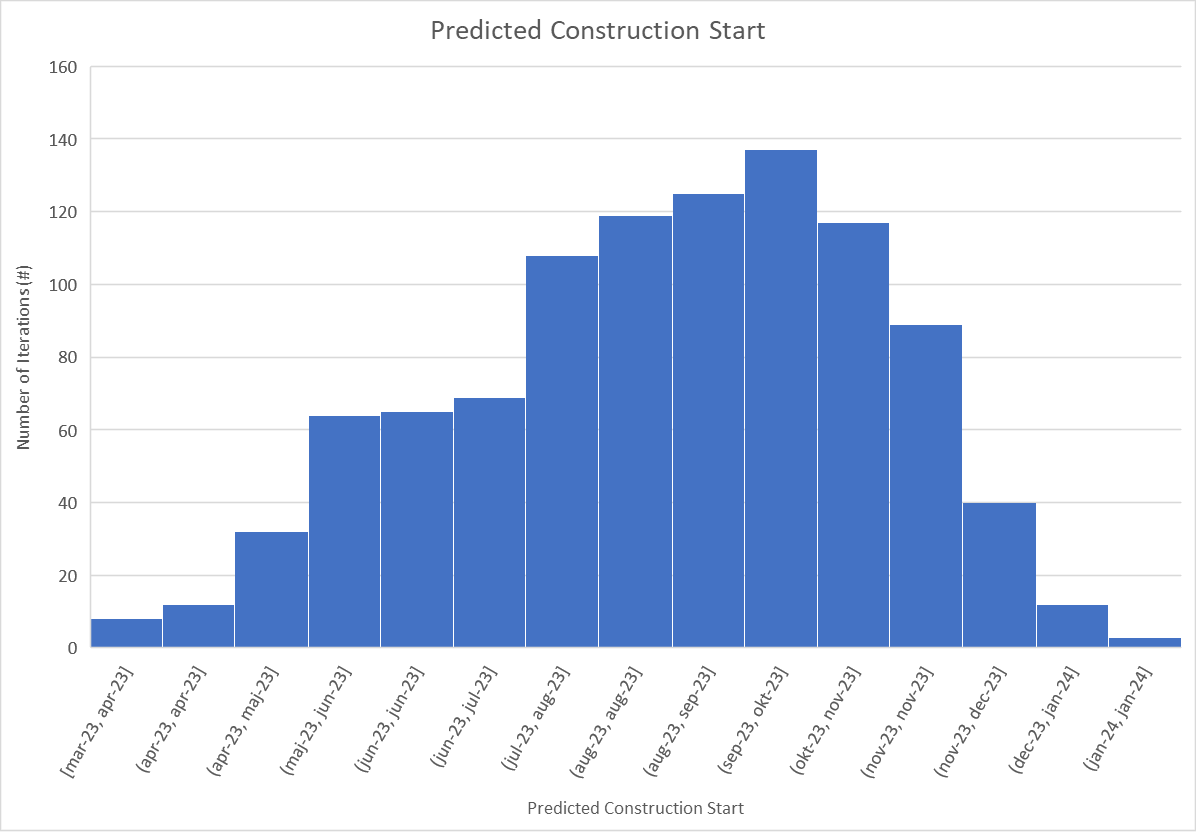 Predicted Construction Start
160
140
120
100
80
60
40
20
0
Number of Iterations (#)
[mar-23, apr-23]
(apr-23, apr-23]
(apr-23, maj-23]
(maj-23, jun-23]
(jun-23, jun-23]
(jun-23, jul-23]
(jul-23, aug-23]
(aug-23, aug-23]
(aug-23, sep-23]
(sep-23, okt-23]
(okt-23, nov-23]
(nov-23, nov-23]
(nov-23, dec-23]
(dec-23, jan-24]
(jan-24, jan-24]
Predicted Construction Start